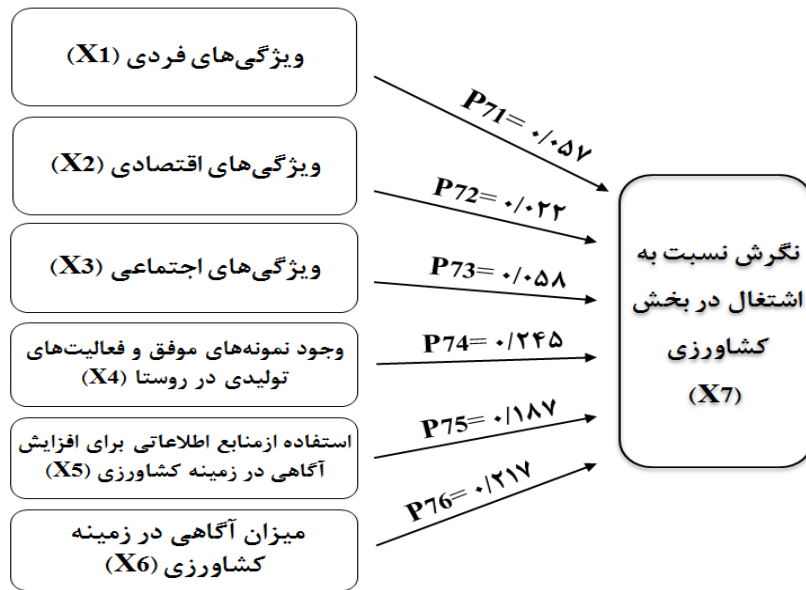 ویژگی‌های فردی (X1)
ویژگی‌های اقتصادی (X2)
ویژگی‌های اجتماعی (X3)
وجود نمونه‌های موفق و فعالیت‌های
تولیدی در روستا (X4)
استفاده ازمنابع اطلاعاتی برای افزایش
آگاهی در زمینه کشاورزی (X5)
میزان آگاهی در زمینه
کشاورزی (X6)
P71= ۰/۰۵۷
P72= ۰/۰۲۲
P73= ۰/۰۵۸
P74= ۰/۲۴۵
P75= ۰/۱۸۷
P76= ۰/۲۱۷
نگرش نسبت به
اشتغال در بخش
کشاورزی
(X7)